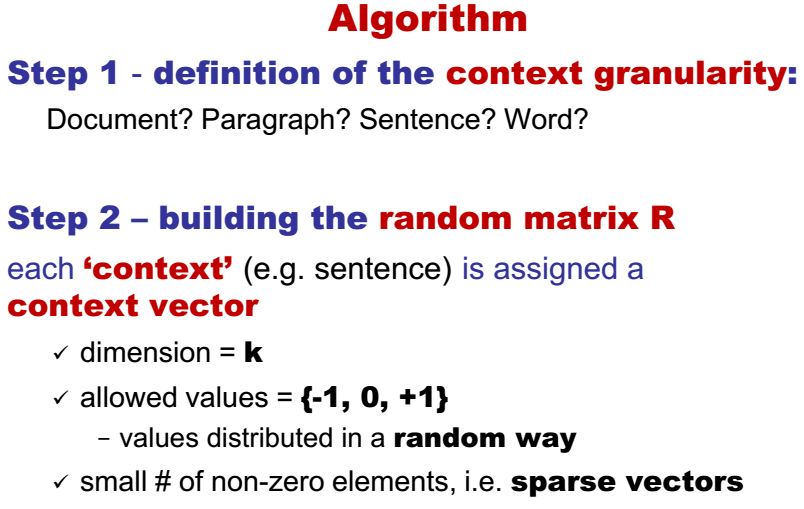 Algorithm
Step 1 - definition of the context granularity:
Document? Paragraph? Sentence? Word?
Step 2 – building the random matrix R
each ‘context’ (e.g. sentence) is assigned a
context vector
✓ dimension = k
✓ allowed values = {-1, 0, +1}
– values distributed in a random way
✓ small # of non-zero elements, i.e. sparse vectors